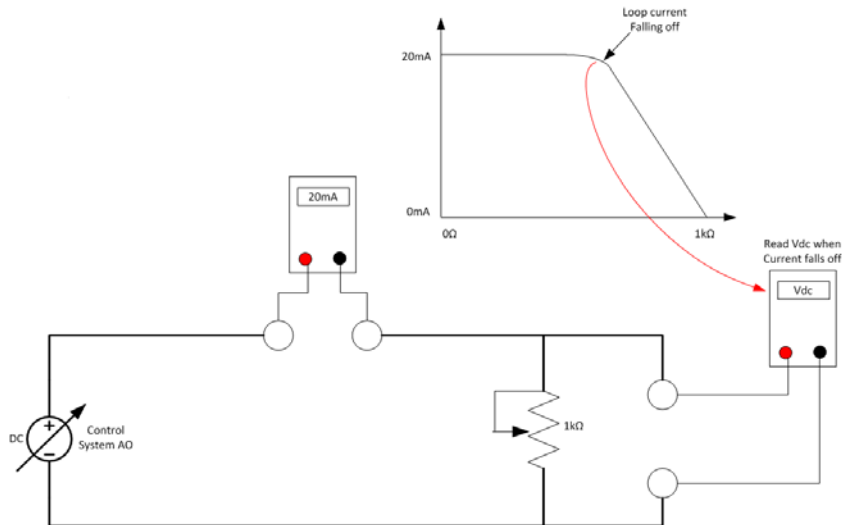 Loop current
Falling off
20mA
0mA
0Ω
1kΩ
20mA
Read Vdc when
Current falls off
Vdc
DC
+
−
Control
System AO
1kΩ